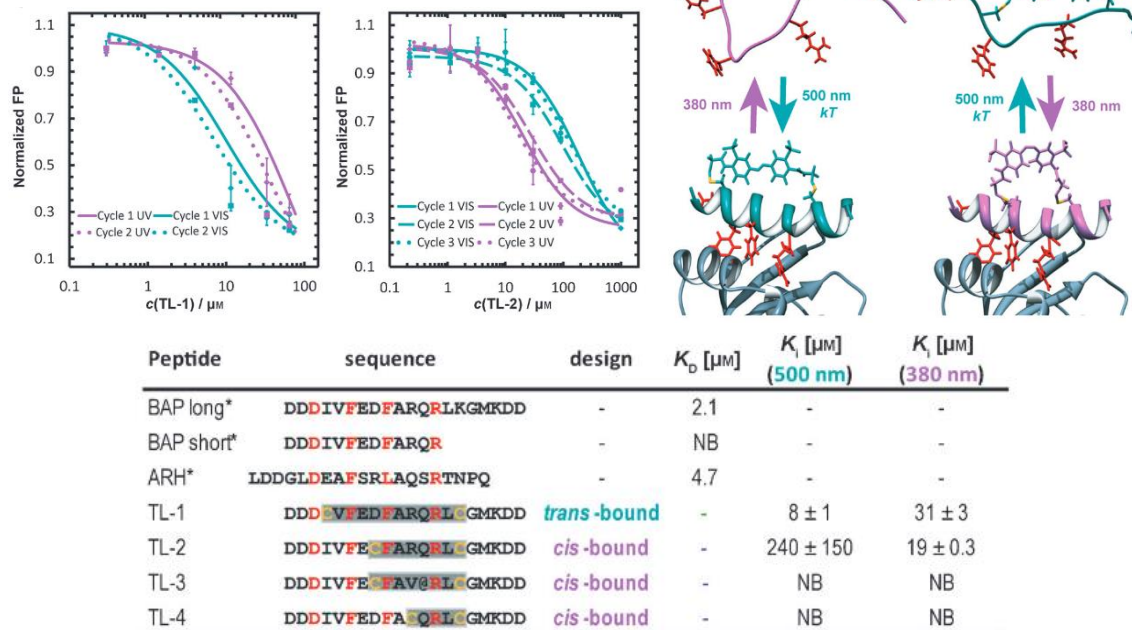 1.1
0.9
0.7
0.5
0.3
0.1
Normalized FP
Cycle 1 UV Cycle 1 VIS
Cycle 2 UV Cycle 2 VIS
0.1 1 10 100
c(TL-1) / µM
1.1
0.9
0.7
0.5
0.3
0.1
Normalized FP
Cycle 1 VIS Cycle 1 UV
Cycle 2 VIS Cycle 2 UV
Cycle 3 VIS Cycle 3 UV
0.1 1 10 100 1000
c(TL-2) / µM
380 nm
500 nm
kT
500 nm
kT
380 nm
Peptide sequence design KD [µM] Ki [µM] (500 nm) Ki [µM] (380 nm)
BAP long* DDDIVFEDFARQRLKGMKDD - 2.1 - -
BAP short* DDDIVFEDFARQR - NB - -
ARH* LDDGLDEAFSRLAQSRTNPQ - 4.7 - -
TL-1 DDDCVFEDFARQRLCGMKDD trans-bound - 8 ± 1 31 ± 3
TL-2 DDDIVFECFARQRLCGMKDD cis-bound - 240 ± 150 19 ± 0.3
TL-3 DDDIVFECFAV@RLCGMKDD cis-bound - NB NB
TL-4 DDDIVFEDFACQRLCGMKDD cis-bound - NB NB